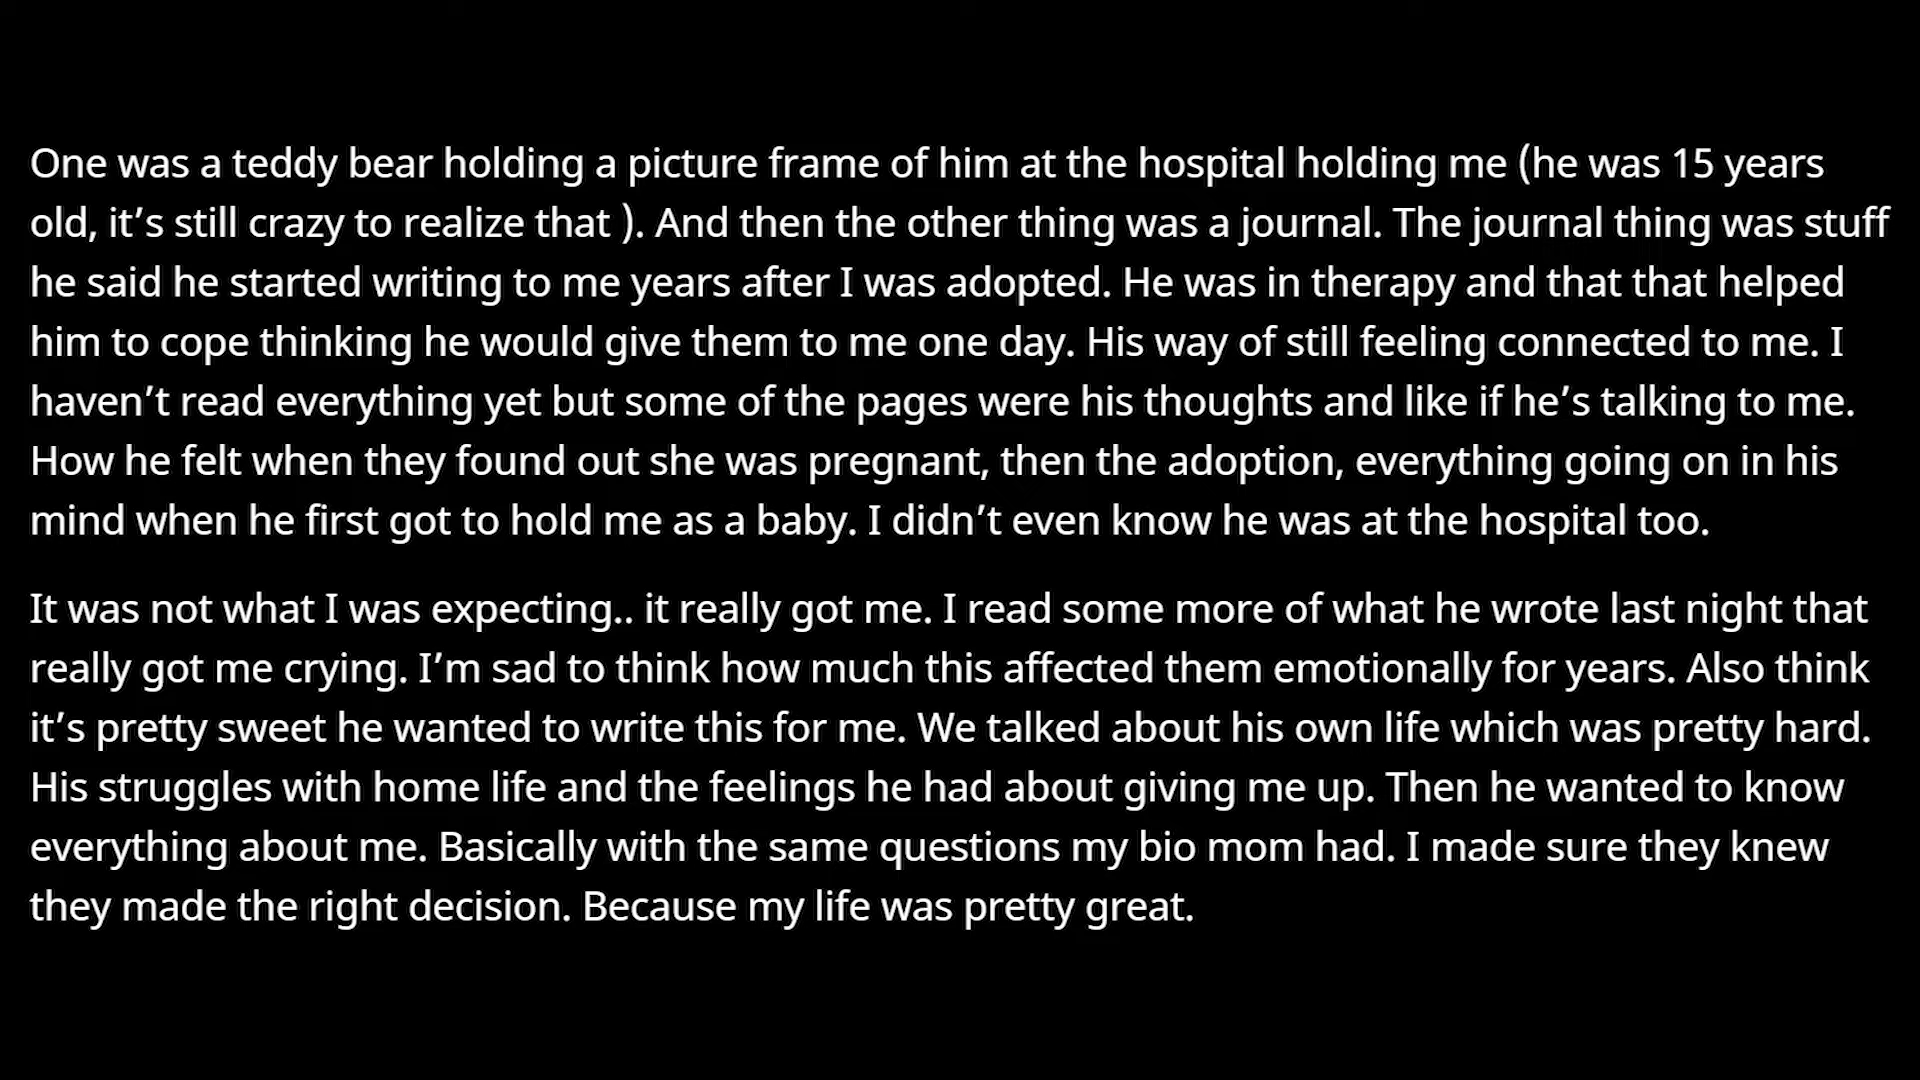 One was a teddy bear holding a picture frame of him at the hospital holding me (he was 15 years
old, it’s still crazy to realize that ). And then the other thing was a journal. The journal thing was stuff
he said he started writing to me years after I was adopted. He was in therapy and that that helped
him to cope thinking he would give them to me one day. His way of still feeling connected to me. I
haven’t read everything yet but some of the pages were his thoughts and like if he’s talking to me.
How he felt when they found out she was pregnant, then the adoption, everything going on in his
mind when he first got to hold me as a baby. I didn’t even know he was at the hospital too.
It was not what I was expecting.. it really got me. I read some more of what he wrote last night that
really got me crying. I’m sad to think how much this affected them emotionally for years. Also think
it’s pretty sweet he wanted to write this for me. We talked about his own life which was pretty hard.
His struggles with home life and the feelings he had about giving me up. Then he wanted to know
everything about me. Basically with the same questions my bio mom had. I made sure they knew
they made the right decision. Because my life was pretty great.